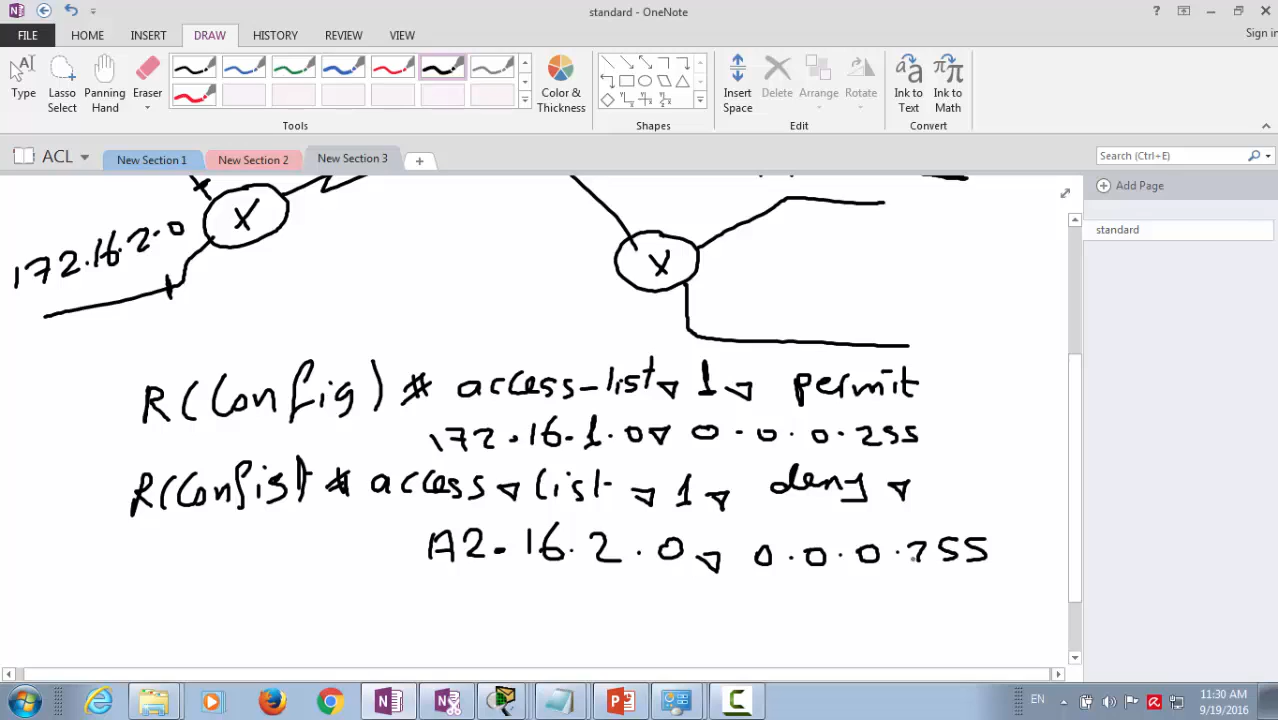 standard - OneNote
FILE HOME INSERT DRAW HISTORY REVIEW VIEW
Sign in
Type
Lasso Select
Panning Hand
Eraser
Color & Thickness
Insert Space
Delete
Arrange
Rotate
Ink to Text
Ink to Math
Tools
Shapes
Edit
Convert
ACL New Section 1 New Section 2 New Section 3
Search (Ctrl+E)
Add Page
standard
X
172.16.2.0
X
R(Config)# access-list 1 permit
172.16.1.0 0.0.0.255
R(Config)# access list 1 deny
172.16.2.0 0.0.0.255
EN
11:30 AM
9/19/2016